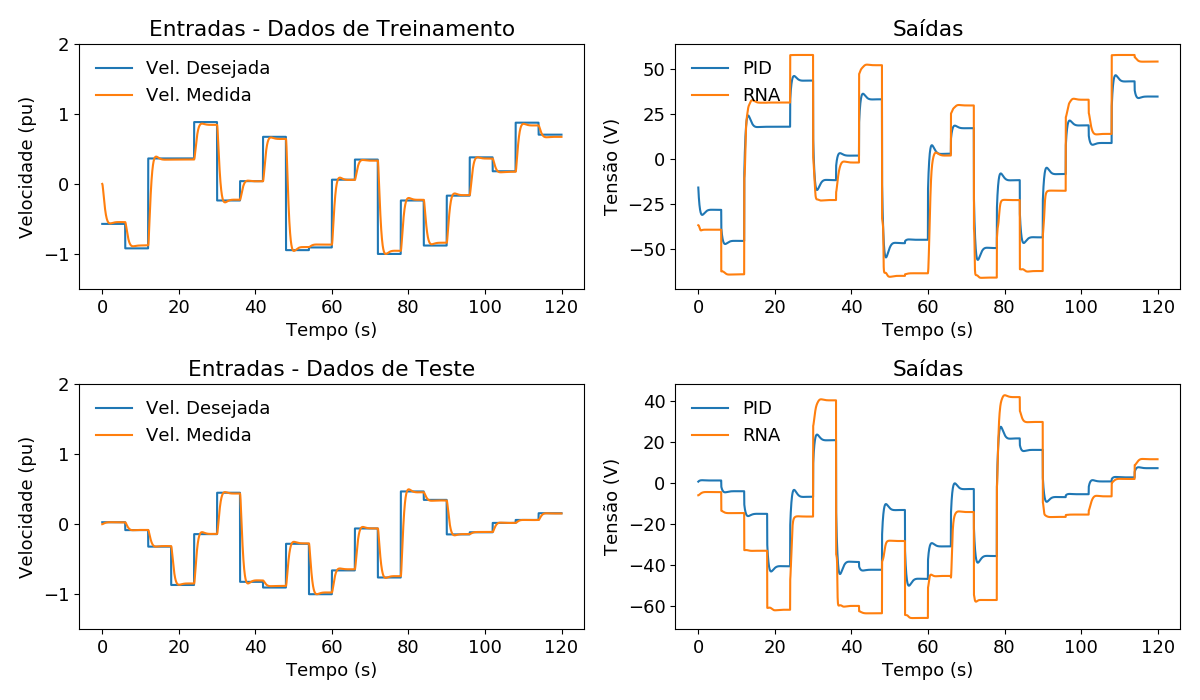 Entradas - Dados de Treinamento
Vel. Desejada
Vel. Medida
Velocidade (pu)
2
1
0
−1
0 20 40 60 80 100 120
Tempo (s)
Saídas
PID
RNA
Tensão (V)
50
25
0
−25
−50
0 20 40 60 80 100 120
Tempo (s)
Entradas - Dados de Teste
Vel. Desejada
Vel. Medida
Velocidade (pu)
2
1
0
−1
0 20 40 60 80 100 120
Tempo (s)
Saídas
PID
RNA
Tensão (V)
40
20
0
−20
−40
−60
0 20 40 60 80 100 120
Tempo (s)